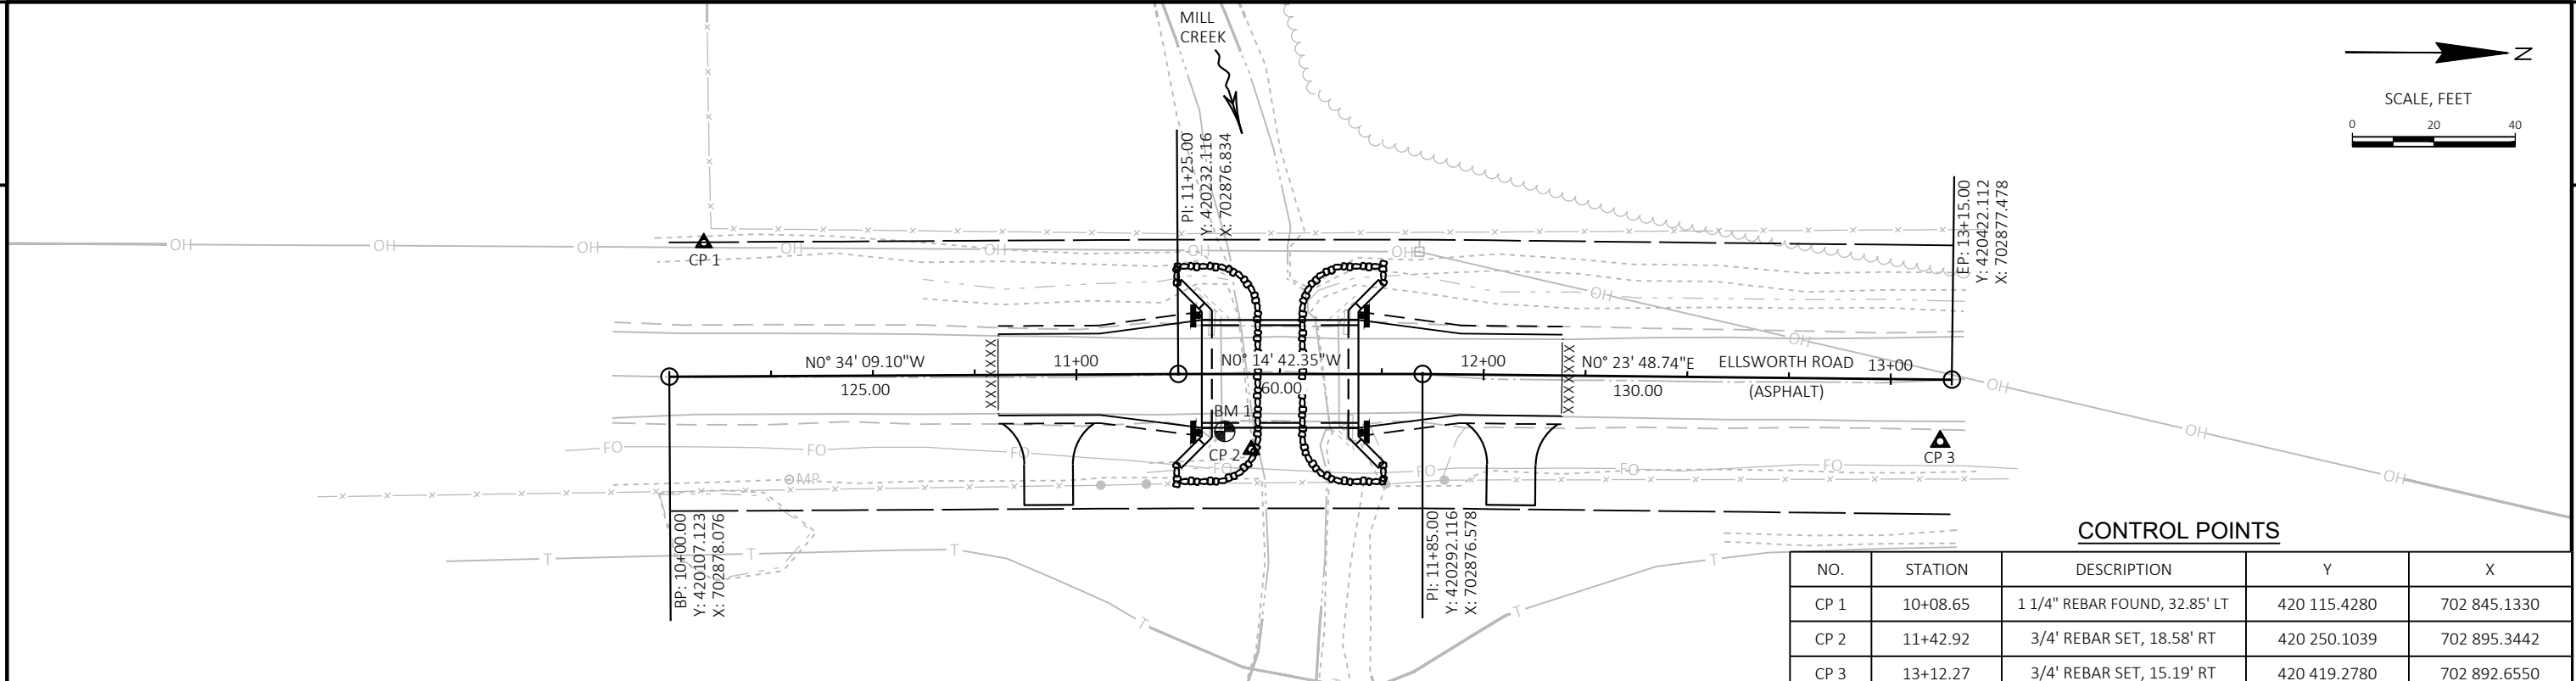 MILL
CREEK
N
SCALE, FEET
0 20 40
PI: 11+25.00
Y: 420232.116
X: 702876.834
EP: 13+15.00
Y: 420422.112
X: 702877.478
OH OH OH OH OH OH OH
CP 1
OH
OH
OH
OH
OH
N0° 34' 09.10"W
125.00
XXXXXXX
11+00
N0° 14' 42.35"W
60.00
12+00
XXXXXXX
N0° 23' 48.74"E
130.00
ELLSWORTH ROAD
(ASPHALT)
13+00
BM 1
CP 2
CP 3
FO FO FO FO FO FO FO
MP
BP: 10+00.00
Y: 420107.123
X: 702878.076
PI: 11+85.00
Y: 420292.116
X: 702876.578
T T T T T T
CONTROL POINTS
NO. STATION DESCRIPTION Y X
CP 1 10+08.65 1 1/4" REBAR FOUND, 32.85' LT 420 115.4280 702 845.1330
CP 2 11+42.92 3/4' REBAR SET, 18.58' RT 420 250.1039 702 895.3442
CP 3 13+12.27 3/4' REBAR SET, 15.19' RT 420 419.2780 702 892.6550